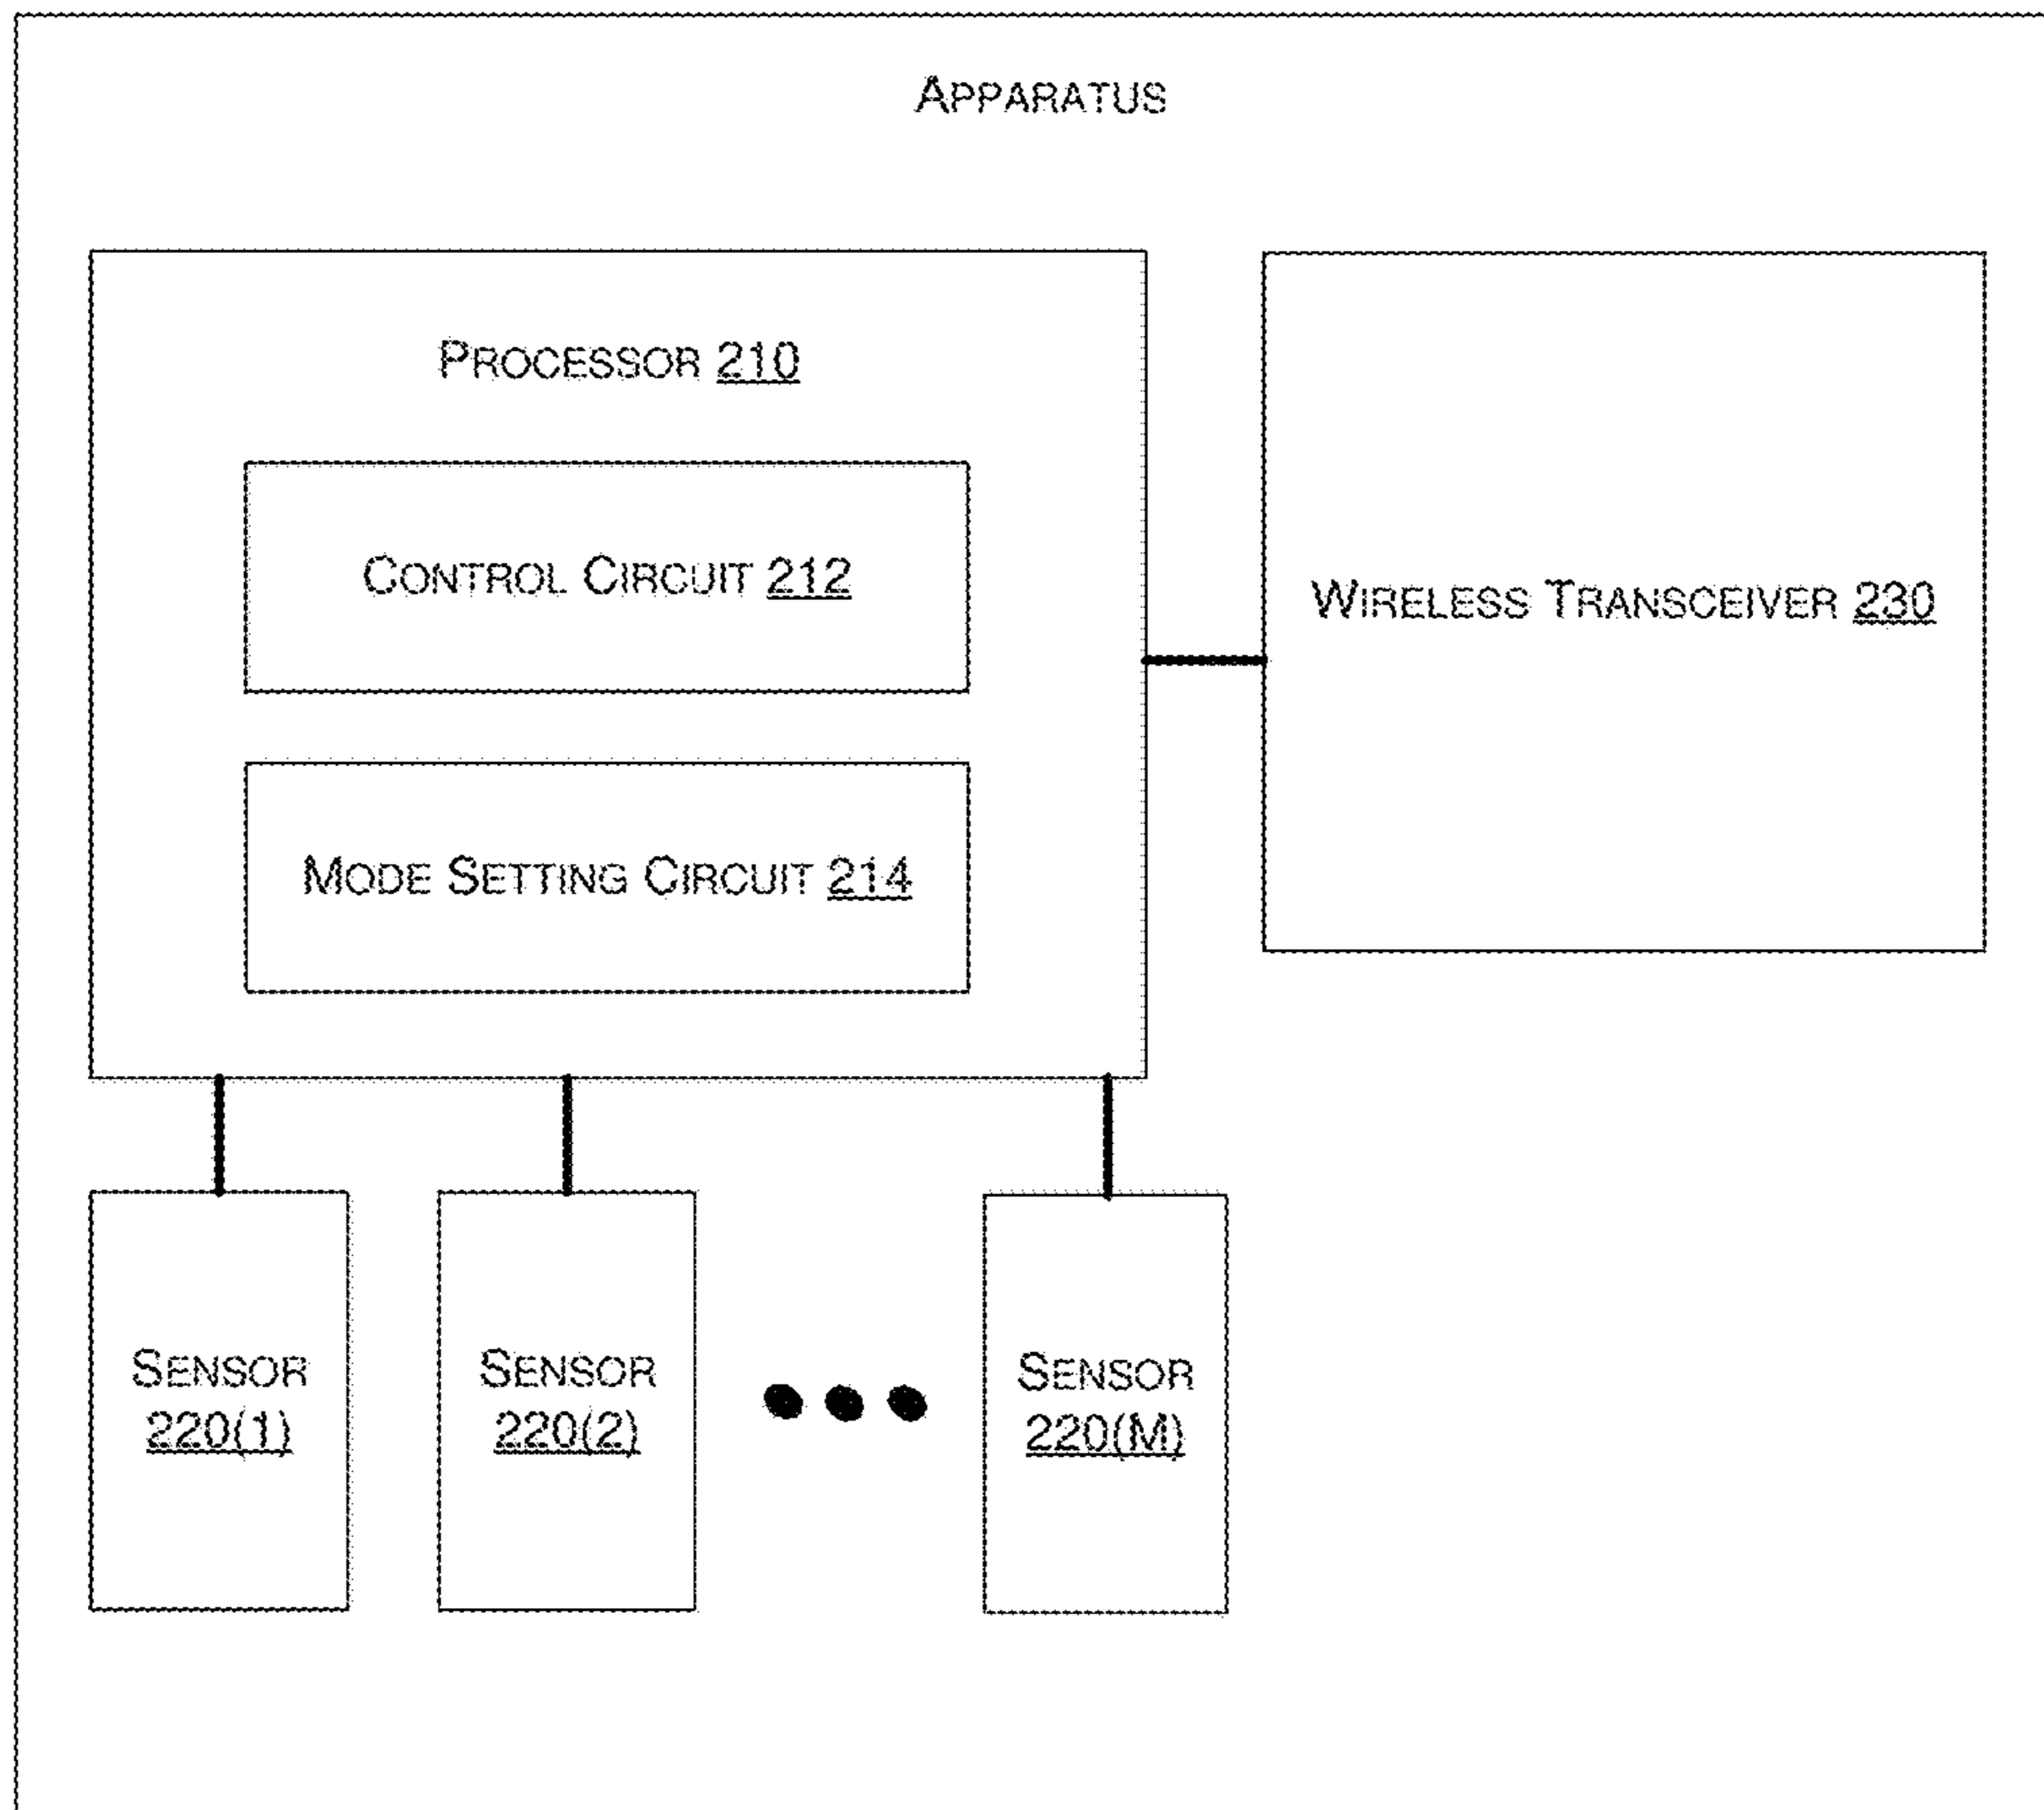 APPARATUS
PROCESSOR 210
CONTROL CIRCUIT 212
WIRELESS TRANSCEIVER 230
MODE SETTING CIRCUIT 214
SENSOR
220(1)
SENSOR
220(2)
SENSOR
220(M)